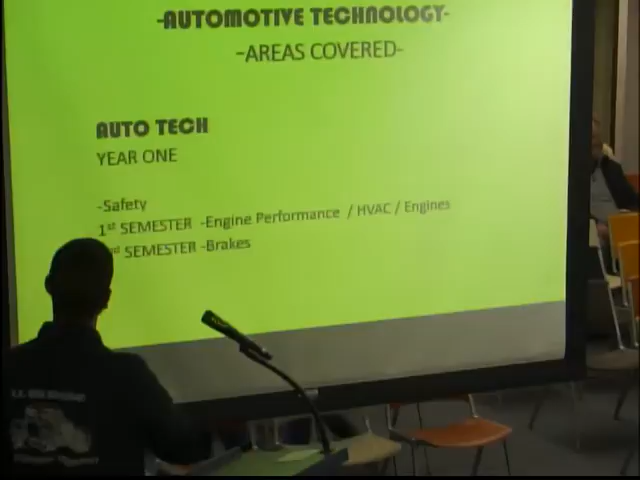 -AUTOMOTIVE TECHNOLOGY-
-AREAS COVERED-
AUTO TECH
YEAR ONE
-Safety
1st SEMESTER -Engine Performance / HVAC / Engines
SEMESTER -Brakes